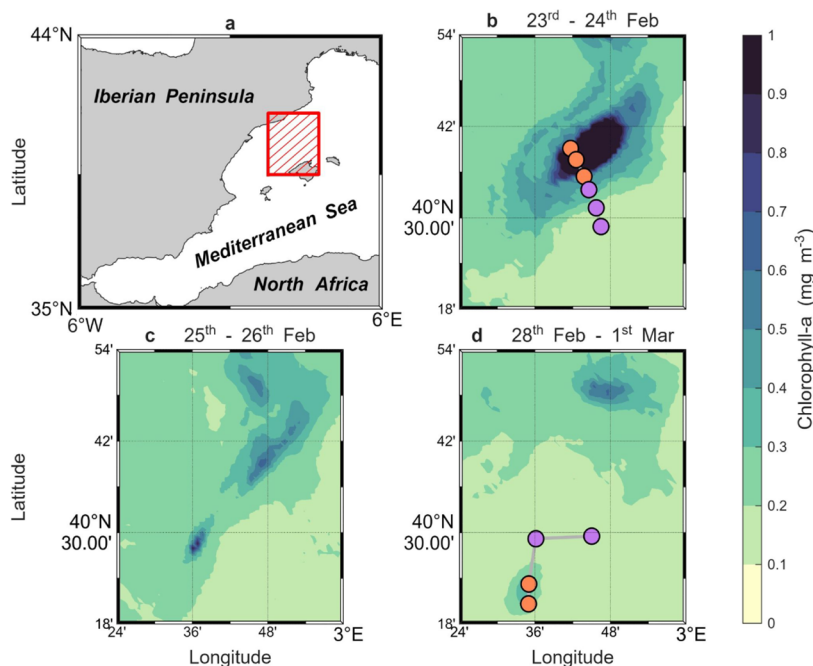 a
44°N
Iberian Peninsula
Mediterranean Sea
North Africa
35°N
6°W
6°E
Latitude
b 23rd - 24th Feb
54'
42'
40°N
30.00'
18'
1
0.9
0.8
0.7
0.6
0.5
0.4
0.3
0.2
0.1
0
Chlorophyll-a (mg m-3)
c 25th - 26th Feb
54'
42'
40°N
30.00'
18'
24'
36'
48'
3°E
Latitude
Longitude
d 28th Feb - 1st Mar
54'
42'
40°N
30.00'
18'
24'
36'
48'
3°E
Longitude